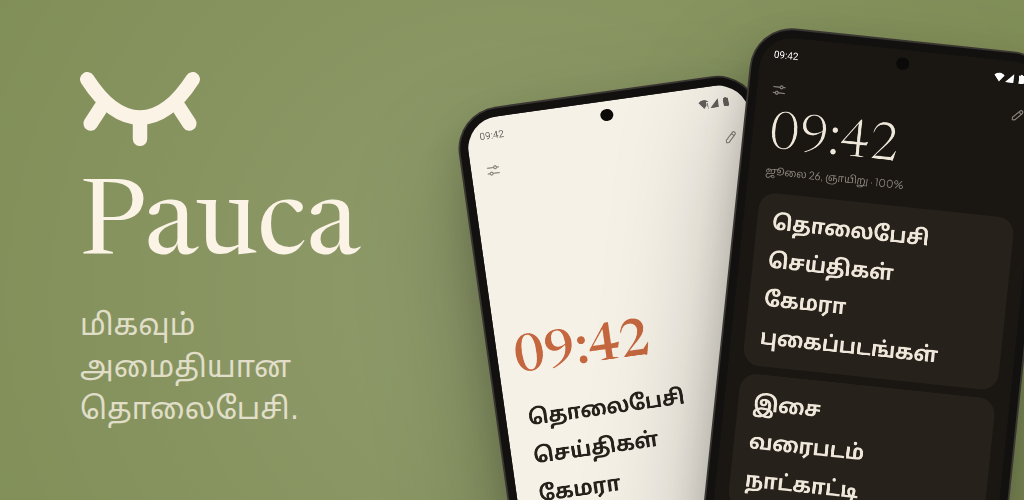 Pauca
மிகவும்
அமைதியான
தொலைபேசி.
09:42
09:42
தொலைபேசி
செய்திகள்
கேமரா
09:42
09:42
ஜூலை 26, ஞாயிறு · 100%
தொலைபேசி
செய்திகள்
கேமரா
புகைப்படங்கள்
இசை
வரைபடம்
நாட்காட்டி